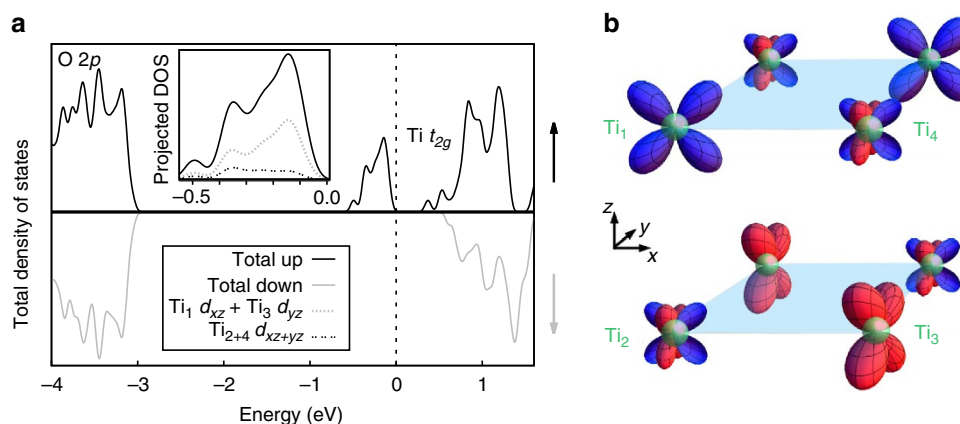 a
b
O 2p
Projected DOS
−0.5
0.0
Ti t2g
Total density of states
Total up
Total down
Ti1 dxz + Ti3 dyz
Ti2+4 dxz+yz
−4
−3
−2
−1
0
1
Energy (eV)
Ti1
Ti4
z
y
x
Ti2
Ti3